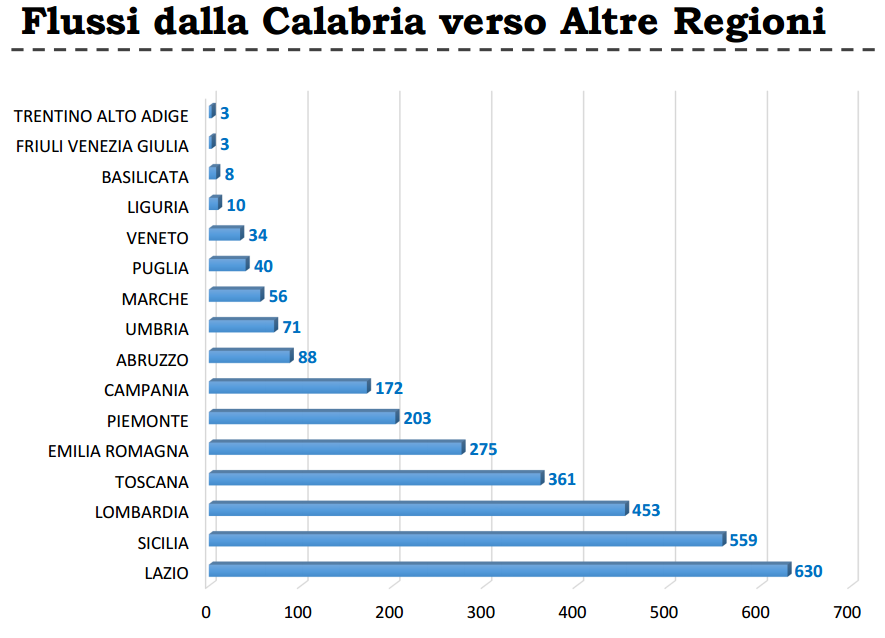 Flussi dalla Calabria verso Altre Regioni
TRENTINO ALTO ADIGE 3
FRIULI VENEZIA GIULIA 3
BASILICATA 8
LIGURIA 10
VENETO 34
PUGLIA 40
MARCHE 56
UMBRIA 71
ABRUZZO 88
CAMPANIA 172
PIEMONTE 203
EMILIA ROMAGNA 275
TOSCANA 361
LOMBARDIA 453
SICILIA 559
LAZIO 630
0 100 200 300 400 500 600 700